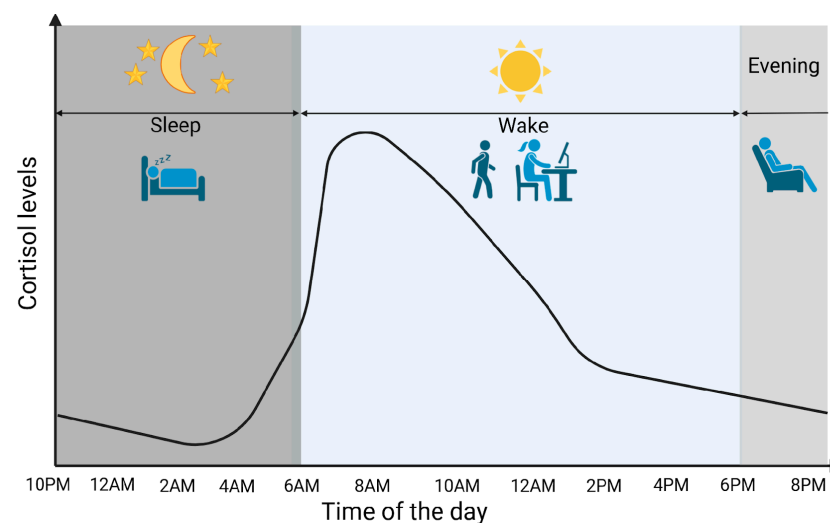 Evening
Sleep
Wake
zzz
Cortisol levels
10PM 12AM 2AM 4AM 6AM 8AM 10AM 12AM 2PM 4PM 6PM 8PM
Time of the day